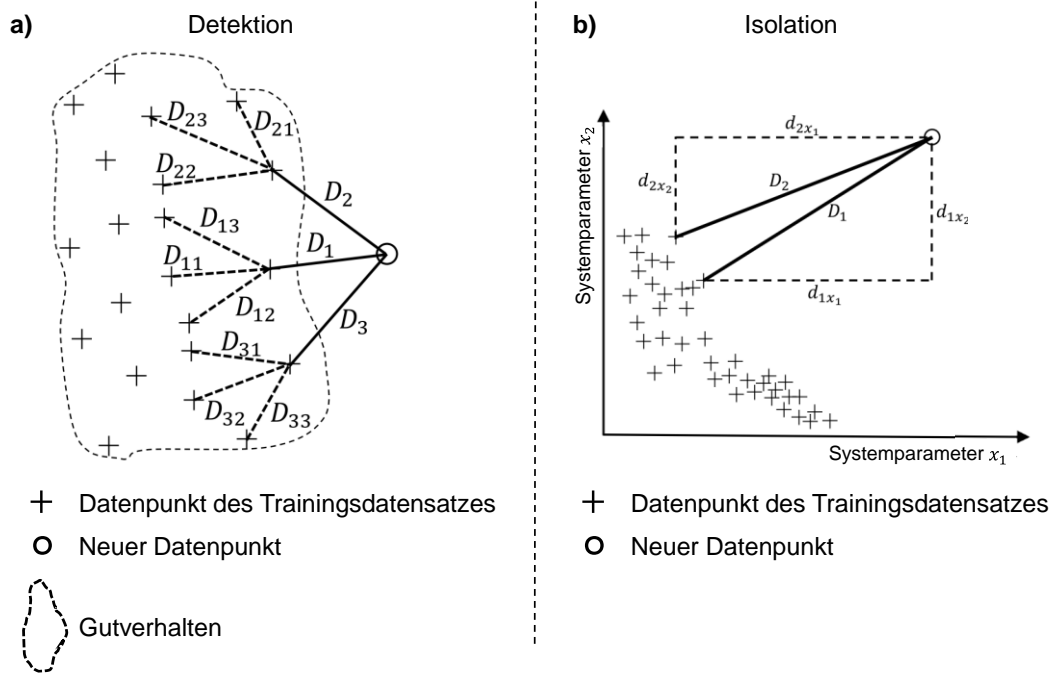 a)
Detektion
D₂₃
D₂₁
D₂₂
D₂
D₁₃
D₁
D₁₁
D₁₂
D₃
D₃₁
D₃₂
D₃₃
Datenpunkt des Trainingsdatensatzes
Neuer Datenpunkt
Gutverhalten
b)
Isolation
Systemparameter x₂
d₂ₓ₁
d₂ₓ₂
D₂
D₁
d₁ₓ₂
d₁ₓ₁
Systemparameter x₁
Datenpunkt des Trainingsdatensatzes
Neuer Datenpunkt